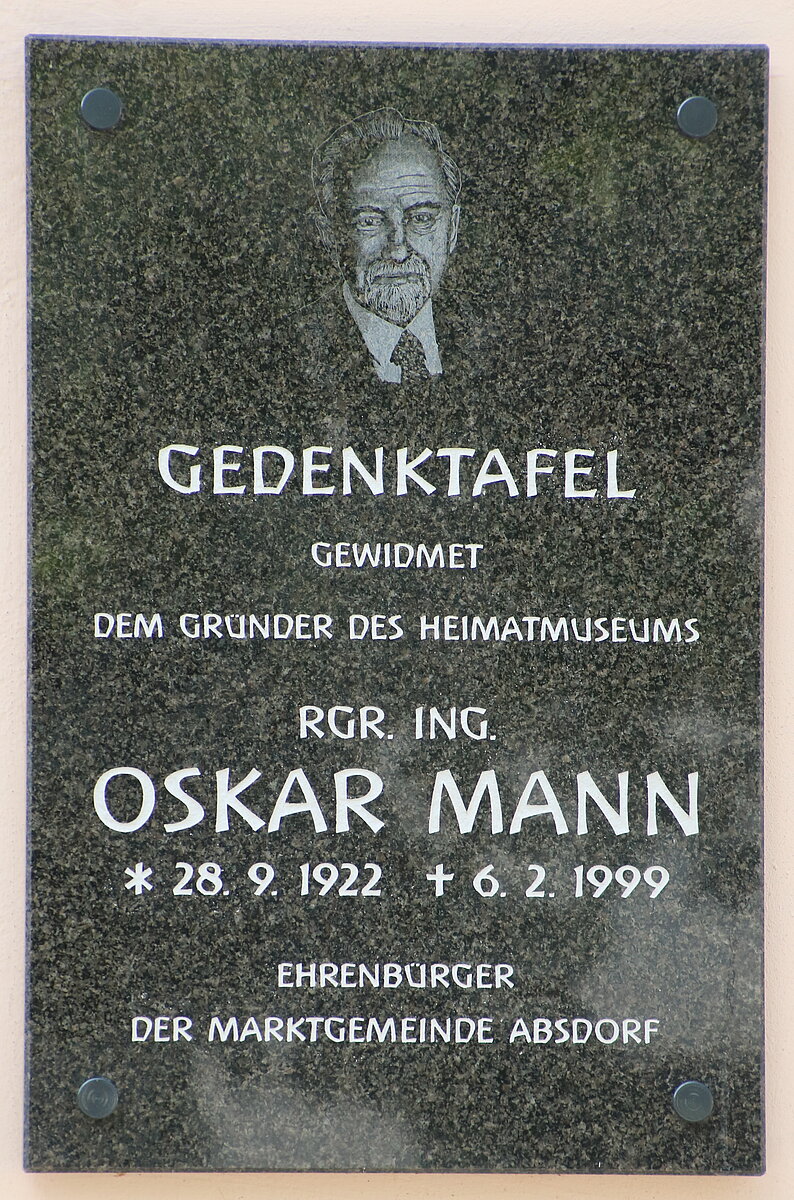 GEDENKTAFEL
GEWIDMET
DEM GRÜNDER DES HEIMATMUSEUMS
RGR. ING.
OSKAR MANN
* 28. 9. 1922 † 6. 2. 1999
EHRENBÜRGER
DER MARKTGEMEINDE ABSDORF